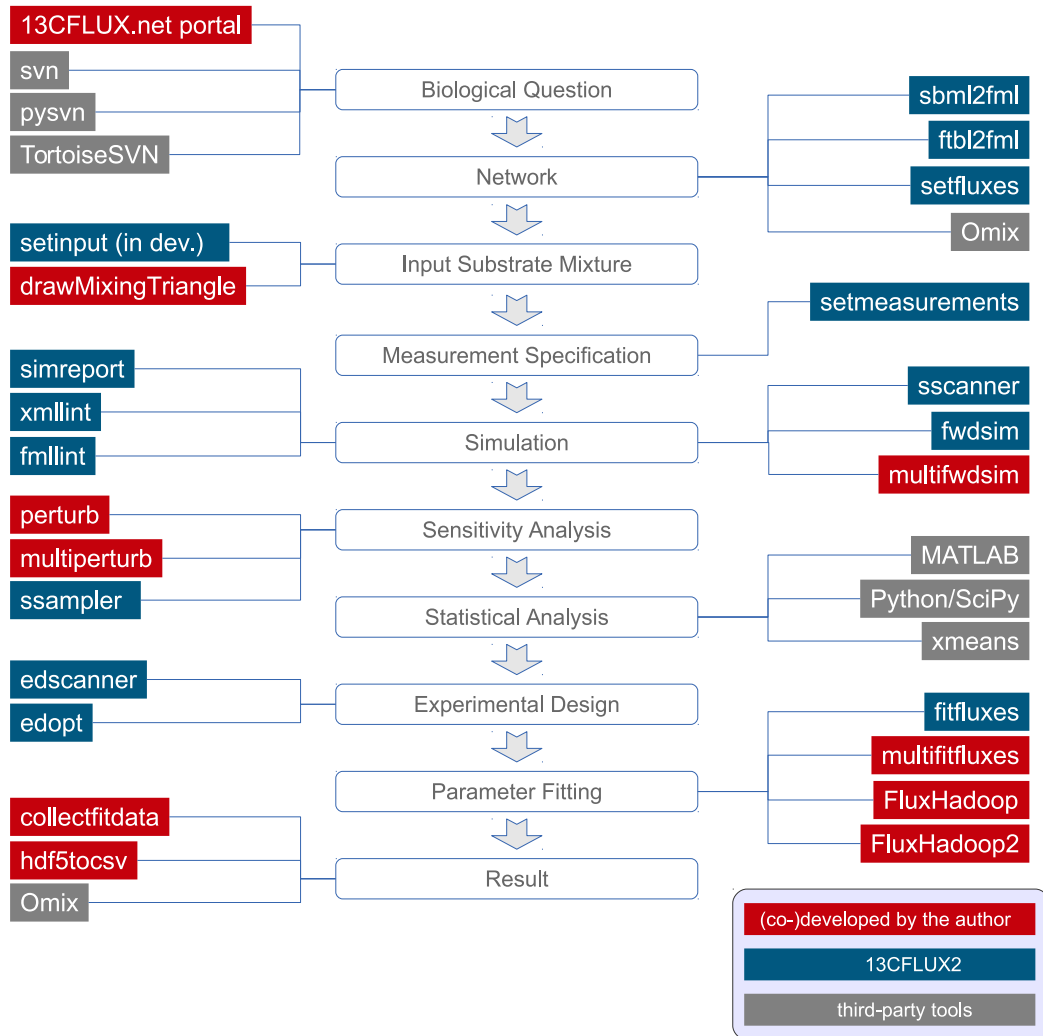 13CFLUX.net portal
svn
pysvn
TortoiseSVN
Biological Question
sbml2fml
ftbl2fml
setfluxes
Omix
Network
setinput (in dev.)
drawMixingTriangle
Input Substrate Mixture
setmeasurements
Measurement Specification
simreport
xmllint
fmllint
Simulation
sscanner
fwdsim
multifwdsim
perturb
multiperturb
ssampler
Sensitivity Analysis
MATLAB
Python/SciPy
xmeans
Statistical Analysis
edscanner
edopt
Experimental Design
fitfluxes
multifitfluxes
FluxHadoop
FluxHadoop2
Parameter Fitting
collectfitdata
hdf5tocsv
Omix
Result
(co-)developed by the author
13CFLUX2
third-party tools